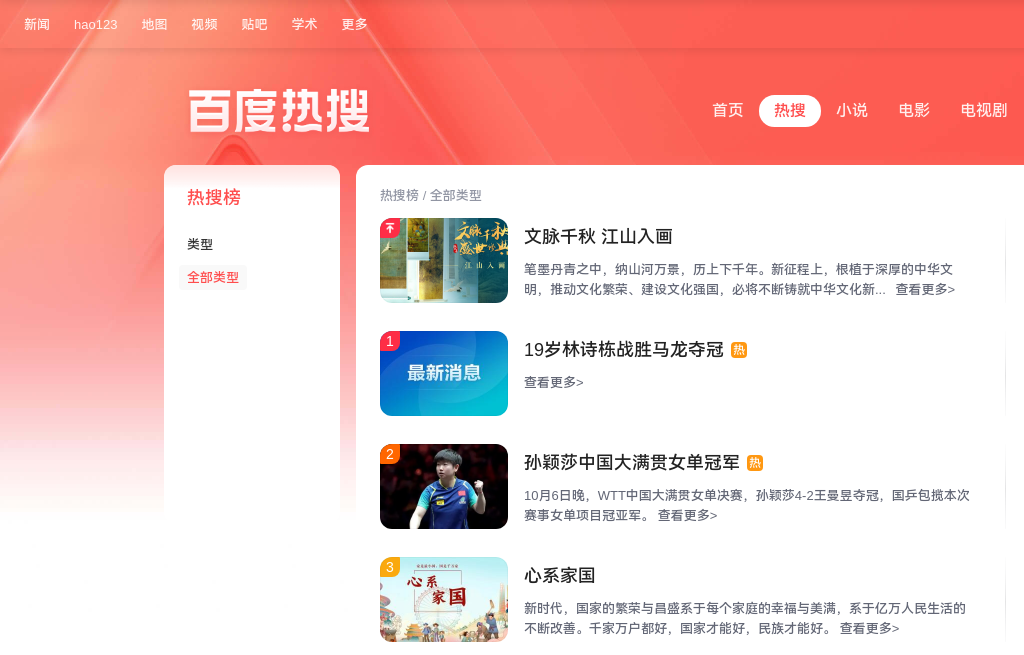 新闻 hao123 地图 视频 贴吧 学术 更多
百度热搜
首页 热搜 小说 电影 电视剧
热搜榜
类型
全部类型
热搜榜 / 全部类型
文脉千秋
盛世修典
江山入画
文脉千秋 江山入画
笔墨丹青之中，纳山河万景，历上下千年。新征程上，根植于深厚的中华文
明，推动文化繁荣、建设文化强国，必将不断铸就中华文化新... 查看更多>
1
最新消息
19岁林诗栋战胜马龙夺冠 热
查看更多>
2
孙颖莎中国大满贯女单冠军 热
10月6日晚，WTT中国大满贯女单决赛，孙颖莎4-2王曼昱夺冠，国乒包揽本次
赛事女单项目冠亚军。 查看更多>
3
心系
家国
心系家国
新时代，国家的繁荣与昌盛系于每个家庭的幸福与美满，系于亿万人民生活的
不断改善。千家万户都好，国家才能好，民族才能好。 查看更多>